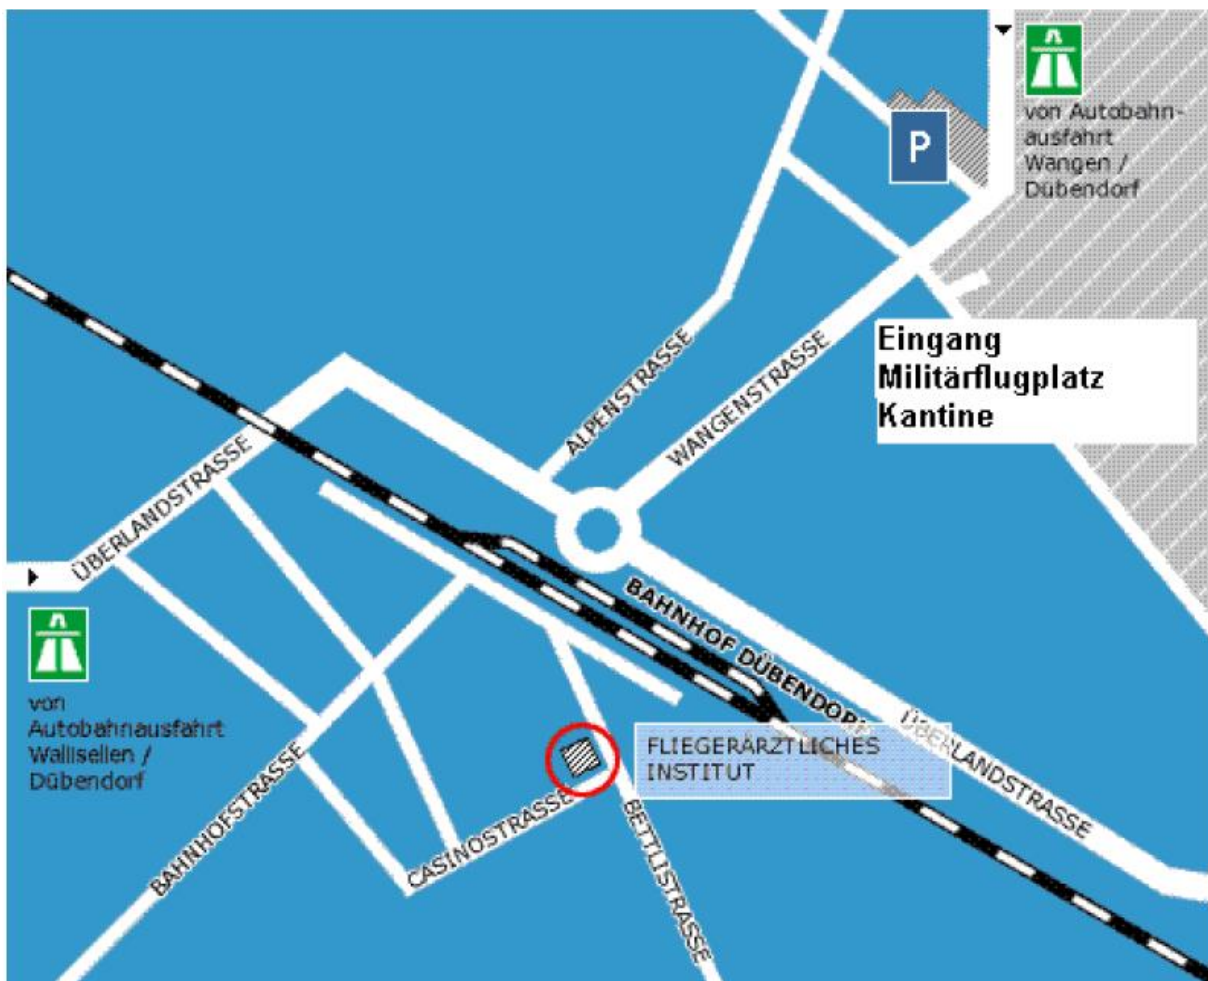 P
von Autobahn-
ausfahrt
Wangen /
Dübendorf
Eingang
Militärflugplatz
Kantine
ALPENSTRASSE
WANGENSTRASSE
ÜBERLANDSTRASSE
BAHNHOF DÜBENDORF
von
Autobahnausfahrt
Wallisellen /
Dübendorf
FLIEGERÄRZTLICHES
INSTITUT
ÜBERLANDSTRASSE
BAHNHOFSTRASSE
CASINOSTRASSE
BETTLISTRASSE